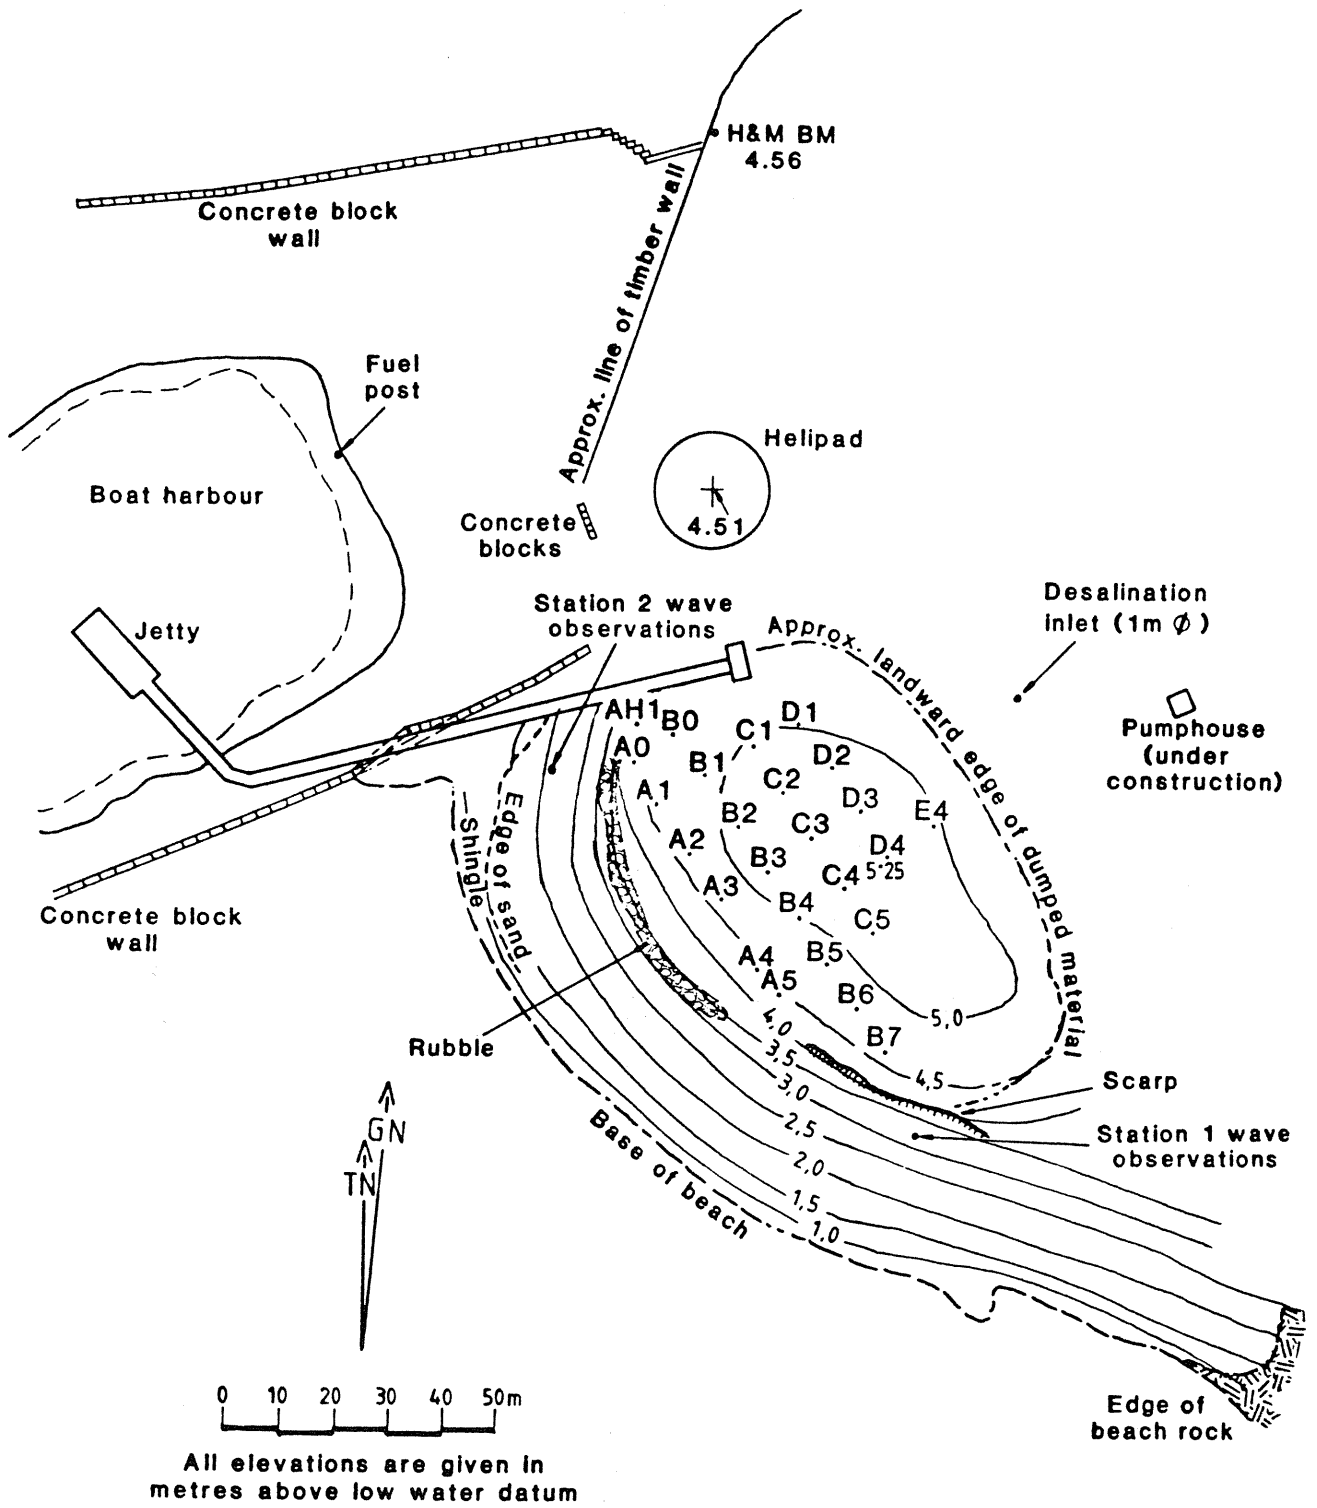 H&M BM
4.56
Concrete block
wall
Approx. line of timber wall
Fuel
post
Helipad
4.51
Boat harbour
Concrete
blocks
Desalination
inlet (1m Ø)
Station 2 wave
observations
Jetty
Approx. landward edge of dumped material
Pumphouse
(under
construction)
AH1
B0
C1
D1
A0
B1
C2
D2
A1
B2
C3
D3
E4
A2
B3
C4
D4
5·25
A3
B4
C5
A4
B5
A5
B6
B7
Shingle
Edge of sand
Concrete block
wall
Rubble
5,0
4,5
4,0
3,5
3,0
2,5
2,0
1,5
1,0
Scarp
Station 1 wave
observations
Base of beach
GN
TN
Edge of
beach rock
0 10 20 30 40 50m
All elevations are given in
metres above low water datum